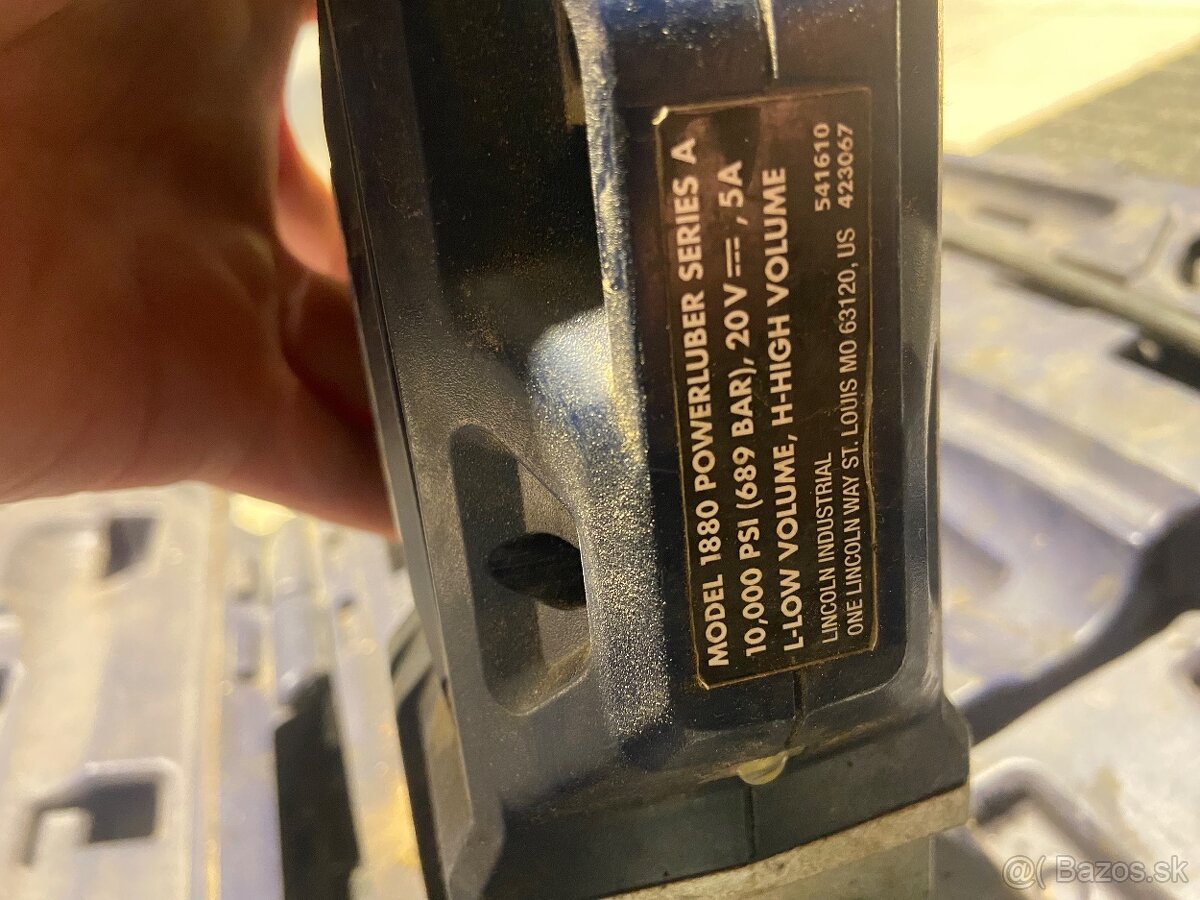 MODEL 1880 POWERLUBER SERIES A
10,000 PSI (689 BAR), 20V ⎓, 5A
L-LOW VOLUME, H-HIGH VOLUME
LINCOLN INDUSTRIAL 541610
ONE LINCOLN WAY ST. LOUIS MO 63120, US 423067
@( Bazos.sk